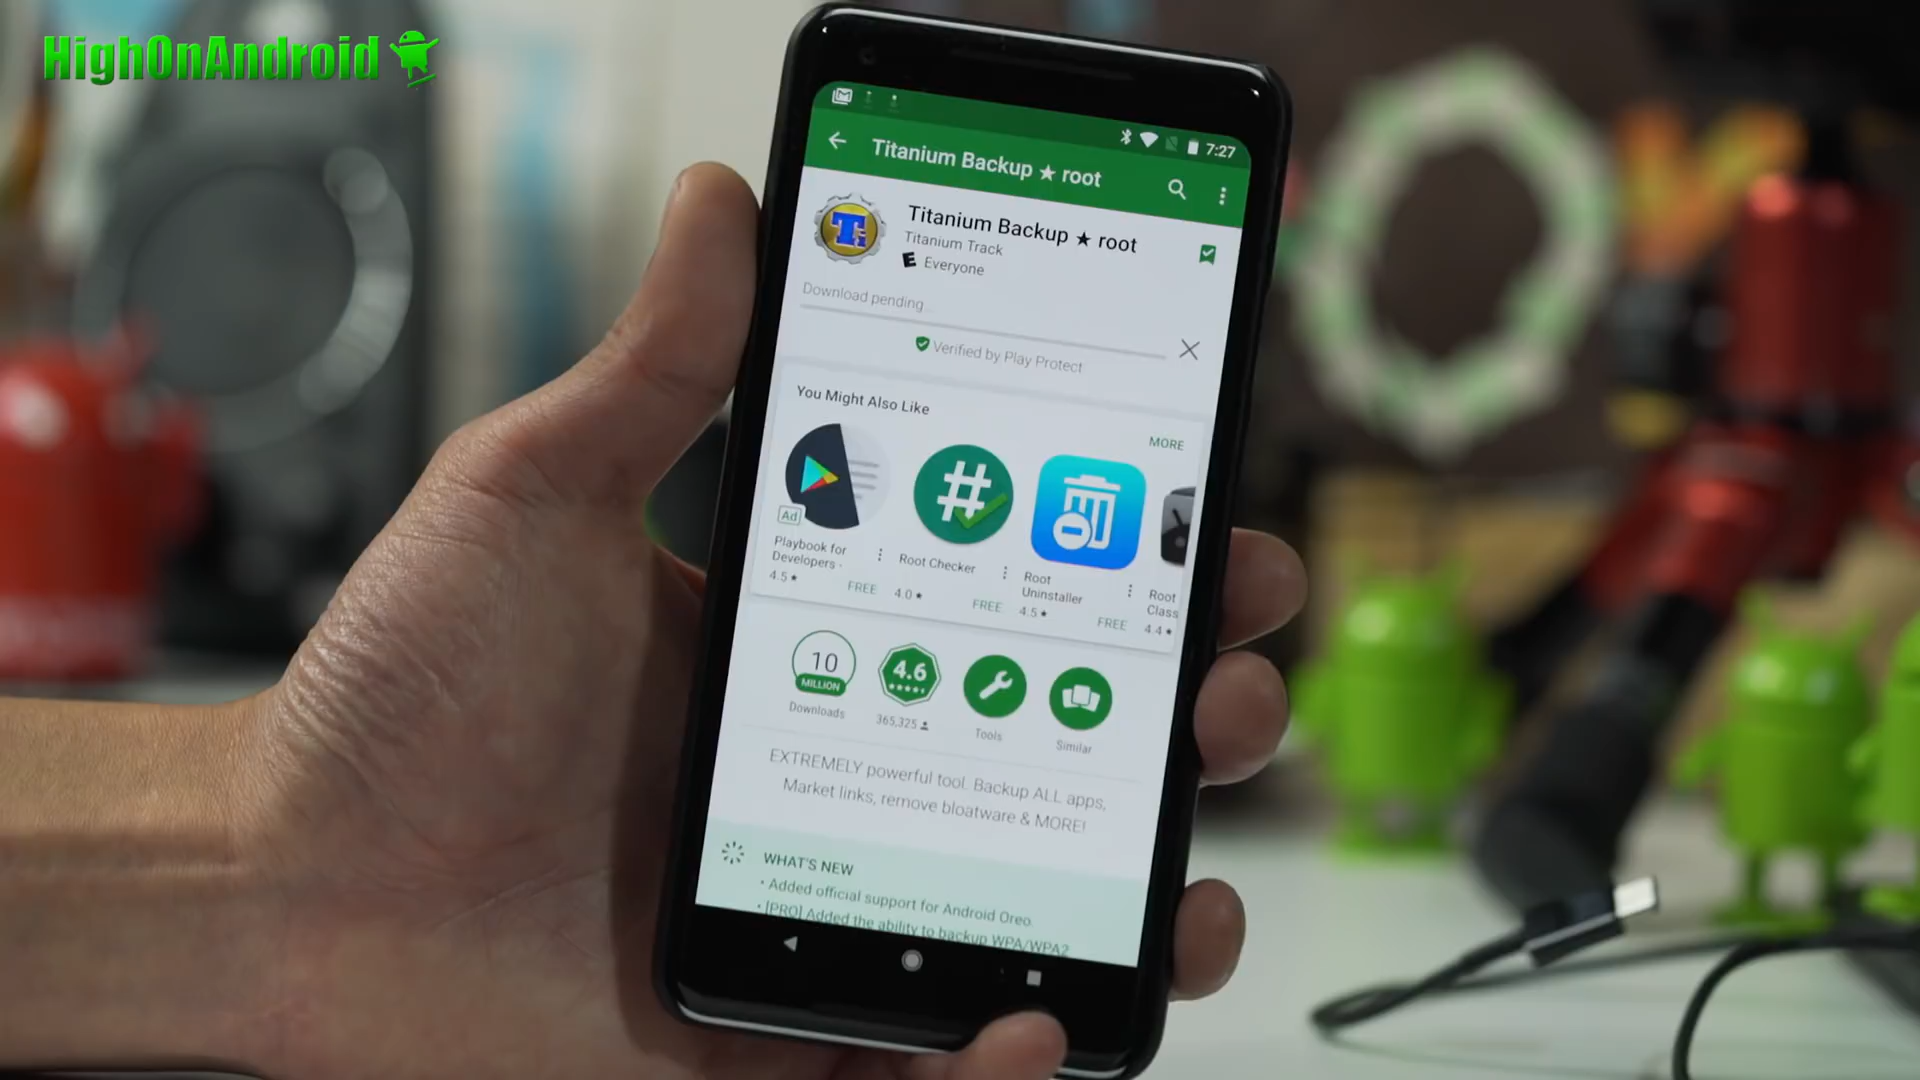 HighOnAndroid
7:27
Titanium Backup ★ root
Titanium Backup ★ root
Titanium Track
E Everyone
Download pending...
Verified by Play Protect
You Might Also Like
MORE
Ad
Playbook for
Developers -
4.5★
FREE
Root Checker
4.0★
FREE
Root
Uninstaller
4.5★
FREE
Root
Class
4.4★
10
MILLION
Downloads
4.6
365,325
Tools
Similar
EXTREMELY powerful tool. Backup ALL apps,
Market links, remove bloatware & MORE!
WHAT'S NEW
• Added official support for Android Oreo.
• [PRO] Added the ability to backup WPA/WPA2